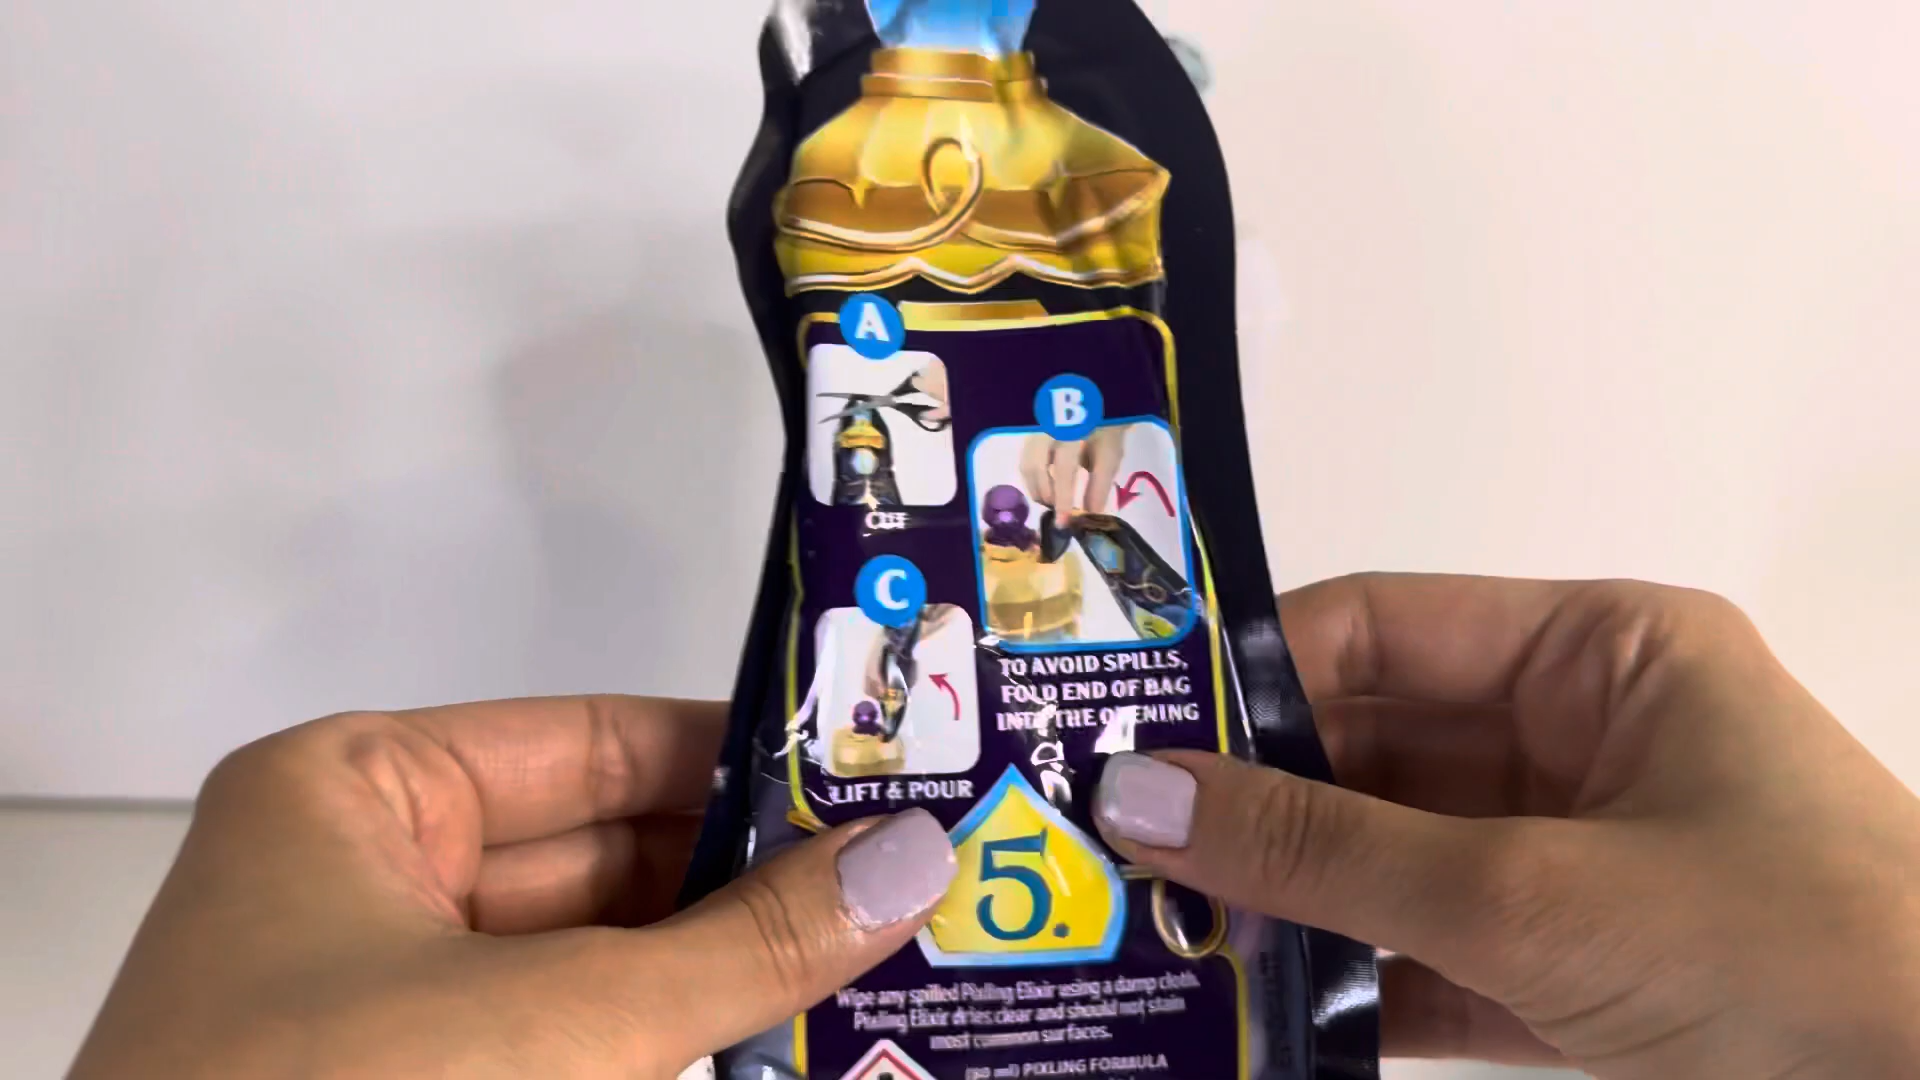 A
CUT
B
TO AVOID SPILLS,
FOLD END OF BAG
INTO THE OPENING
C
LIFT & POUR
5.
Wipe any spilled Pixling Elixir using a damp cloth.
Pixling Elixir dries clear and should not stain
most common surfaces.
PIXLING FORMULA